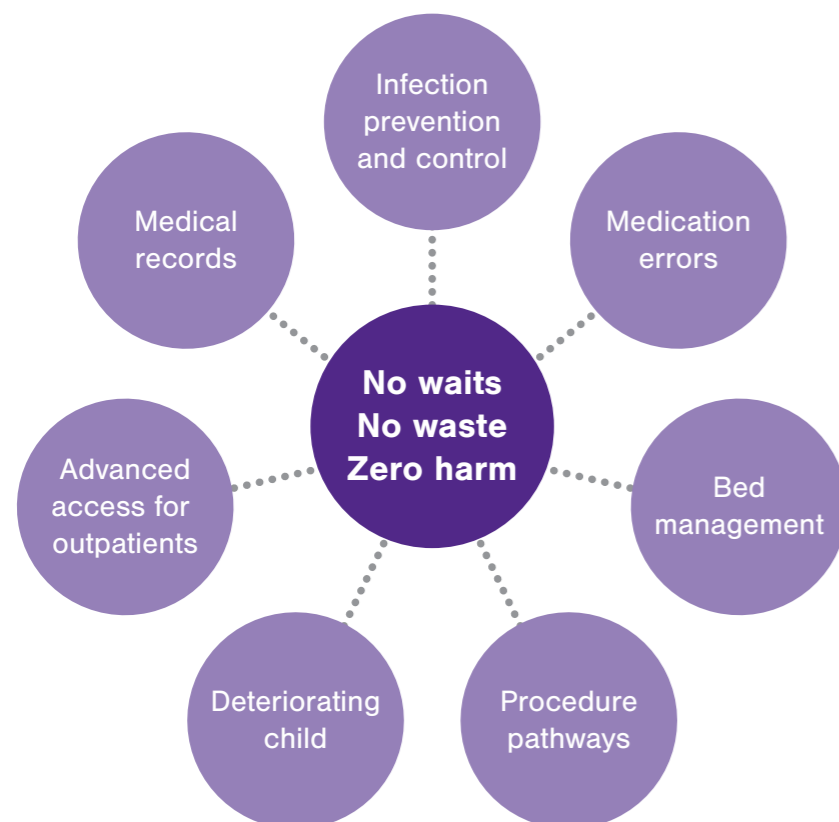 Infection
prevention
and control
Medication
errors
Bed
management
Procedure
pathways
Deteriorating
child
Advanced
access for
outpatients
Medical
records
No waits
No waste
Zero harm